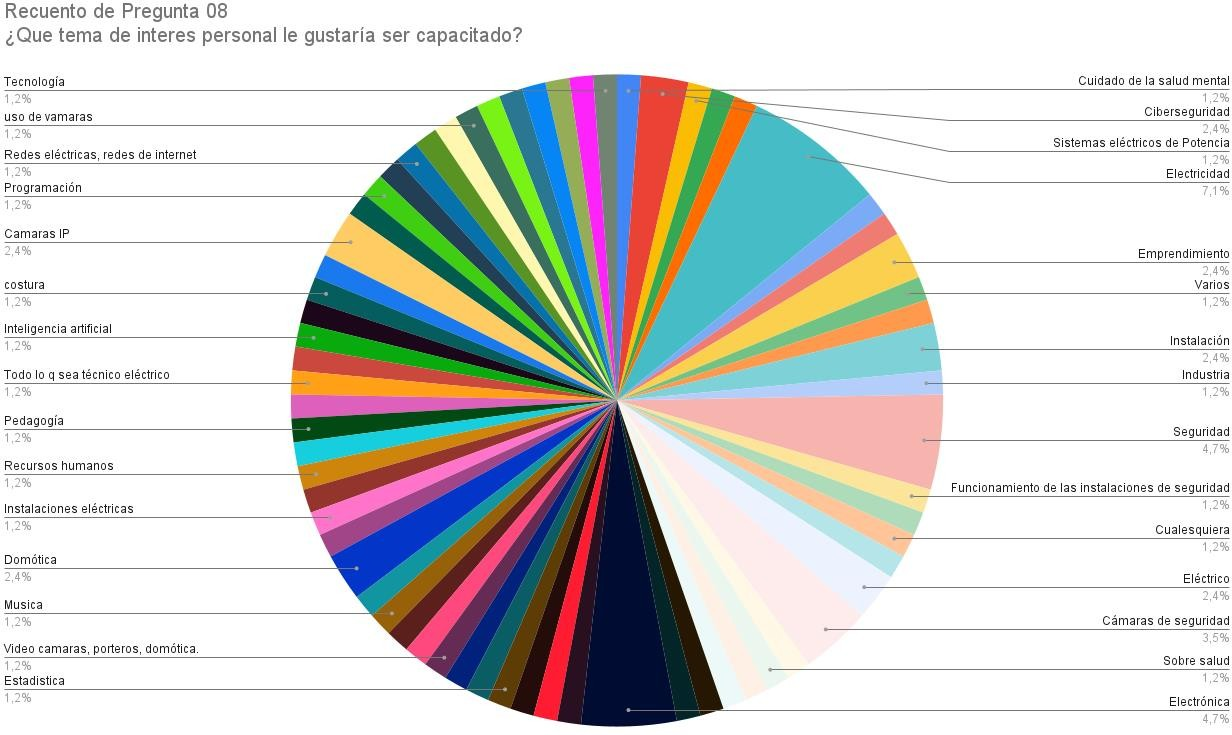 Recuento de Pregunta 08
¿Que tema de interes personal le gustaría ser capacitado?
Tecnología
1,2%
uso de vamaras
1,2%
Redes eléctricas, redes de internet
1,2%
Programación
1,2%
Camaras IP
2,4%
costura
1,2%
Inteligencia artificial
1,2%
Todo lo q sea técnico eléctrico
1,2%
Pedagogía
1,2%
Recursos humanos
1,2%
Instalaciones eléctricas
1,2%
Domótica
2,4%
Musica
1,2%
Video camaras, porteros, domótica.
1,2%
Estadistica
1,2%
Cuidado de la salud mental
1,2%
Ciberseguridad
2,4%
Sistemas eléctricos de Potencia
1,2%
Electricidad
7,1%
Emprendimiento
2,4%
Varios
1,2%
Instalación
2,4%
Industria
1,2%
Seguridad
4,7%
Funcionamiento de las instalaciones de seguridad
1,2%
Cualesquiera
1,2%
Eléctrico
2,4%
Cámaras de seguridad
3,5%
Sobre salud
1,2%
Electrónica
4,7%